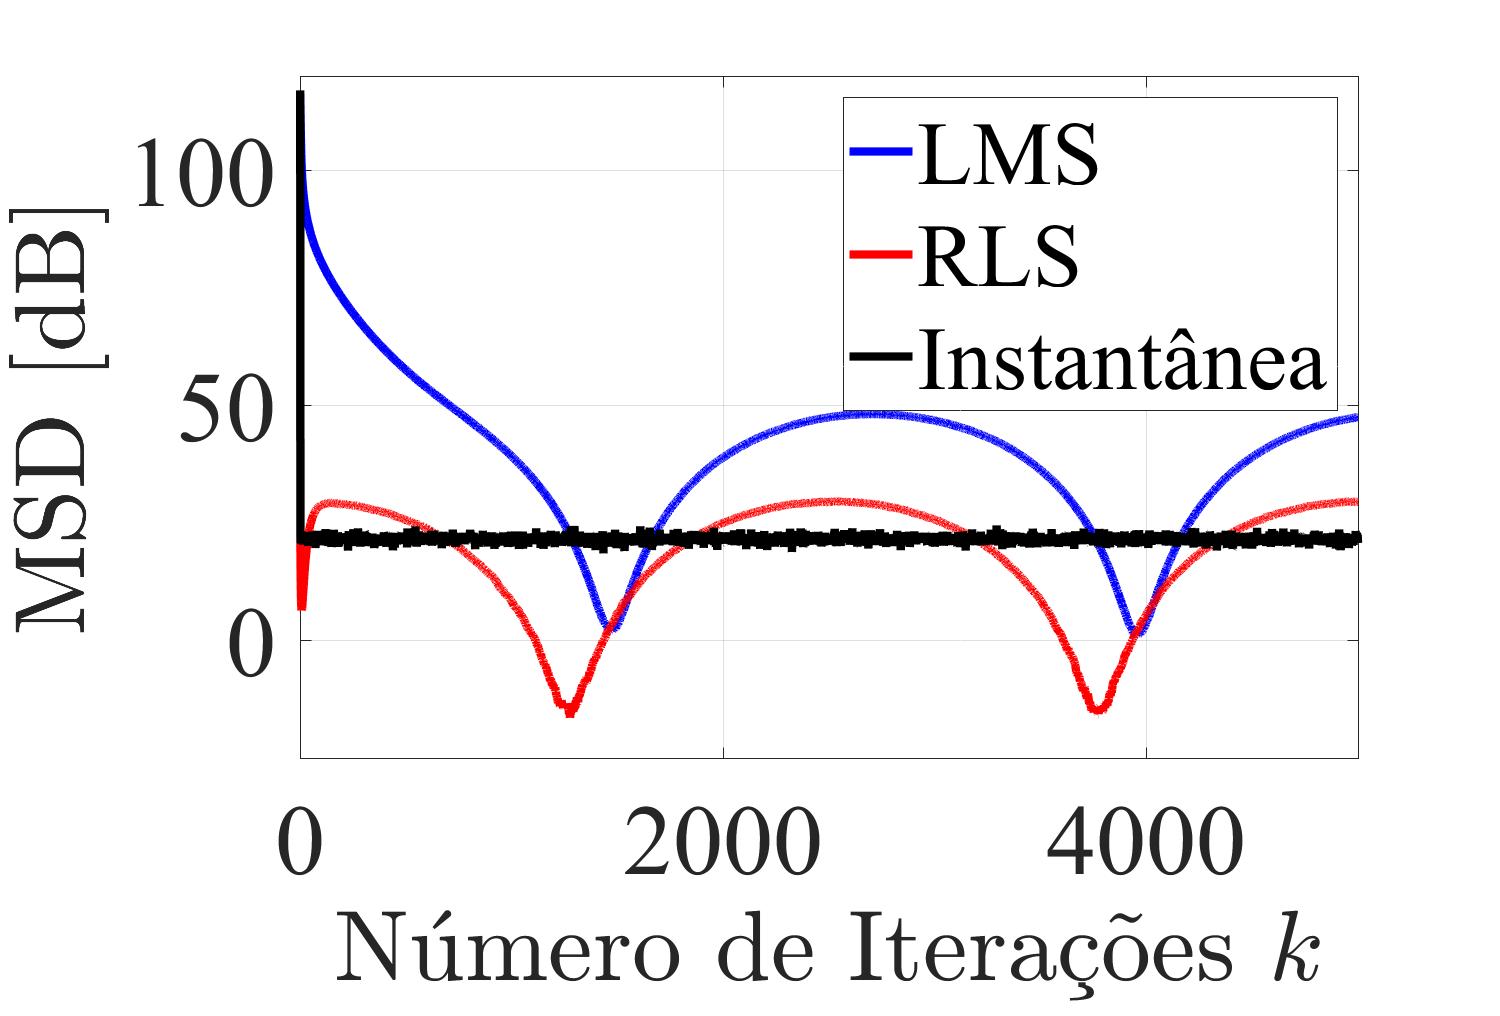 MSD [dB]
100
50
0
LMS
RLS
Instantânea
0 2000 4000
Número de Iterações k